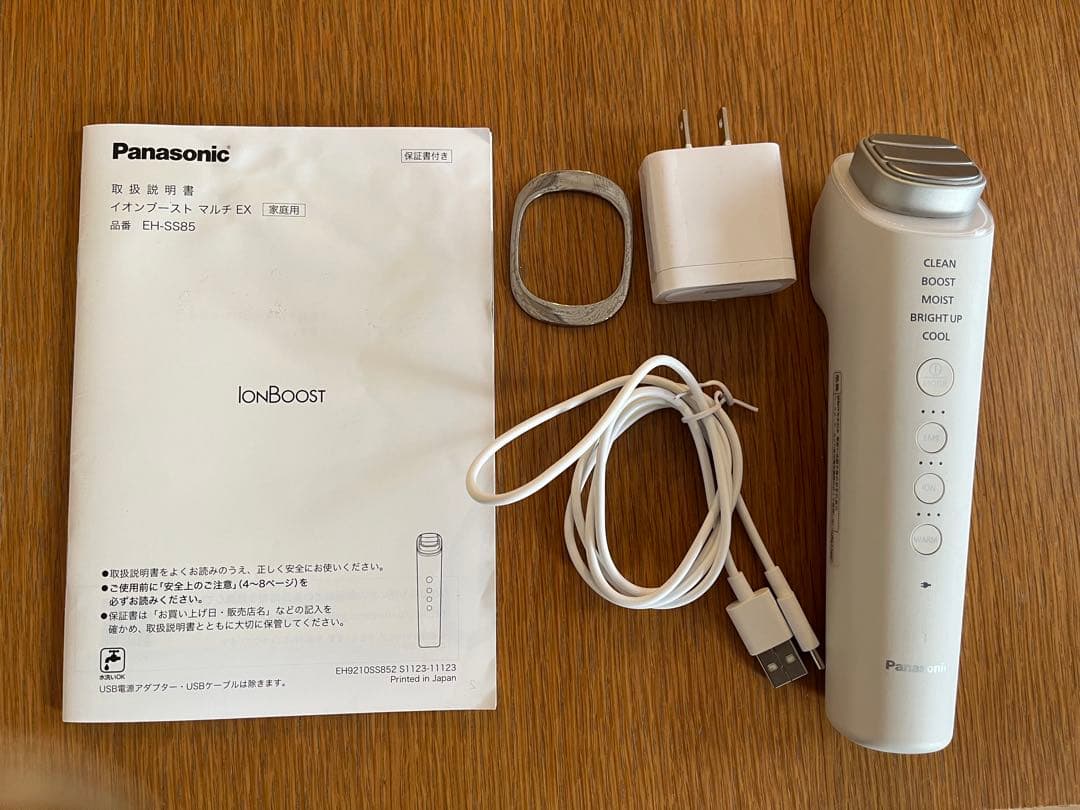 Panasonic
保証書付き
取扱説明書
イオンブースト マルチ EX 家庭用
品番 EH-SS85
IONBOOST
●取扱説明書をよくお読みのうえ、正しく安全にお使いください。
●ご使用前に「安全上のご注意」(4～8ページ)を
必ずお読みください。
●保証書は「お買い上げ日・販売店名」などの記入を
確かめ、取扱説明書とともに大切に保管してください。
水洗いOK
USB電源アダプター・USBケーブルは除きます。
EH9210SS852 S1123-11123
Printed in Japan
CLEAN
BOOST
MOIST
BRIGHT UP
COOL
MODE
EMS
ION
WARM
Panasonic